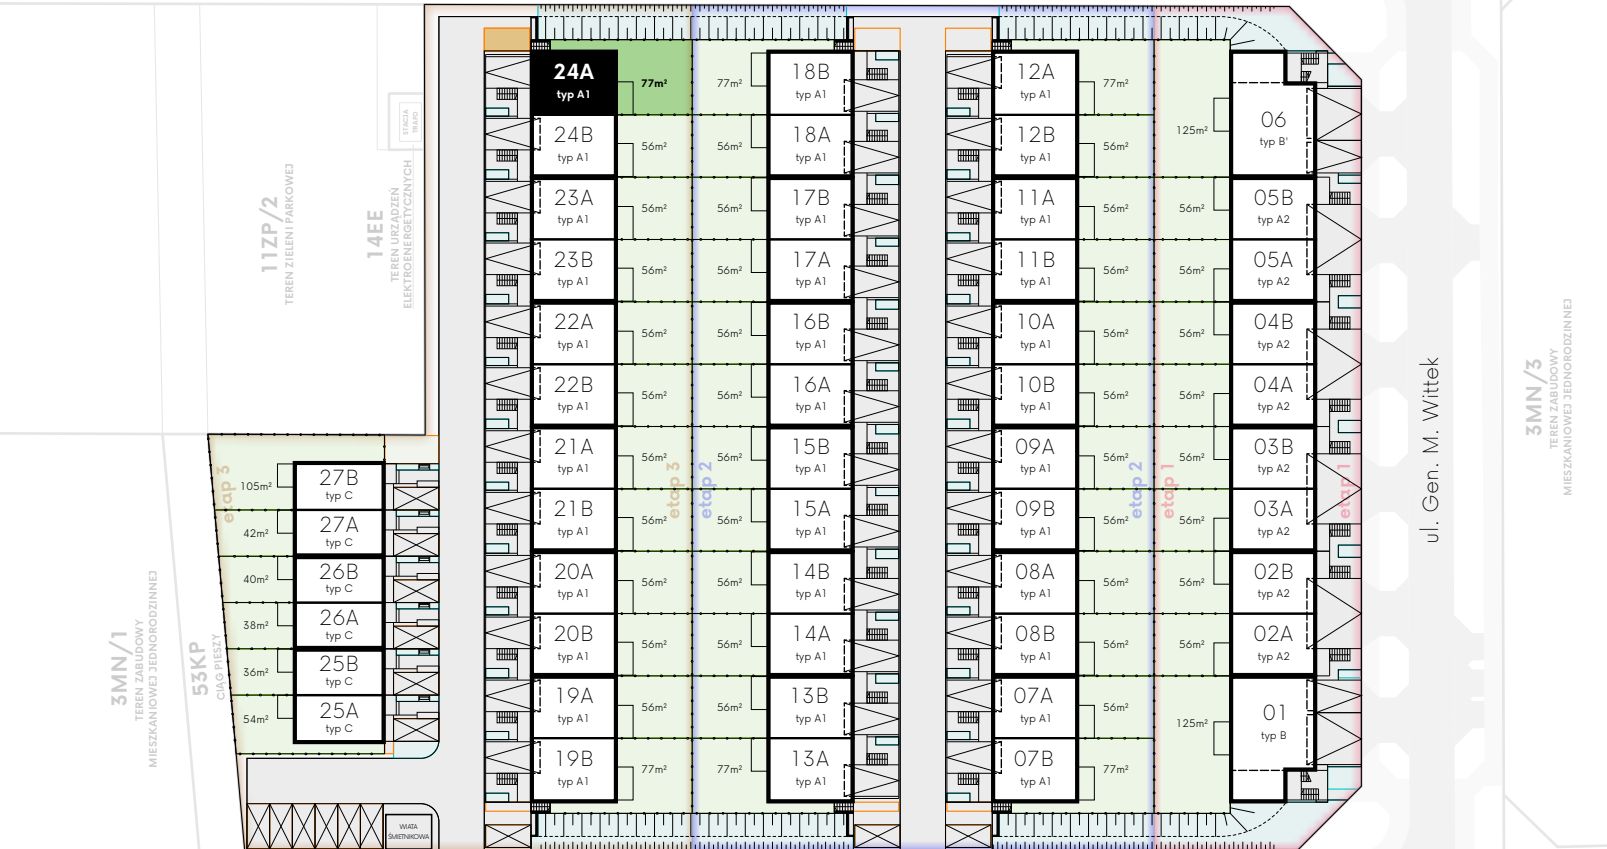 11ZP/2
TEREN ZIELENI PARKOWEJ
14EE
TEREN URZĄDZEŃ
ELEKTROENERGETYCZNYCH
STACJA
TRAFO
3MN/1
TEREN ZABUDOWY
MIESZKANIOWEJ JEDNORODZINNEJ
53KP
CIĄG PIESZY
etap 3
105m²
27B
typ C
42m²
27A
typ C
40m²
26B
typ C
38m²
26A
typ C
36m²
25B
typ C
54m²
25A
typ C
WIATA
ŚMIETNIKOWA
24A
typ A1
77m²
24B
typ A1
56m²
23A
typ A1
56m²
23B
typ A1
56m²
22A
typ A1
56m²
22B
typ A1
56m²
21A
typ A1
56m²
21B
typ A1
56m²
20A
typ A1
56m²
20B
typ A1
56m²
19A
typ A1
56m²
19B
typ A1
77m²
etap 3
etap 2
77m²
18B
typ A1
56m²
18A
typ A1
56m²
17B
typ A1
56m²
17A
typ A1
56m²
16B
typ A1
56m²
16A
typ A1
56m²
15B
typ A1
56m²
15A
typ A1
56m²
14B
typ A1
56m²
14A
typ A1
56m²
13B
typ A1
77m²
13A
typ A1
12A
typ A1
77m²
12B
typ A1
56m²
11A
typ A1
56m²
11B
typ A1
56m²
10A
typ A1
56m²
10B
typ A1
56m²
09A
typ A1
56m²
09B
typ A1
56m²
08A
typ A1
56m²
08B
typ A1
56m²
07A
typ A1
56m²
07B
typ A1
77m²
etap 2
etap 1
125m²
06
typ B'
56m²
05B
typ A2
56m²
05A
typ A2
56m²
04B
typ A2
56m²
04A
typ A2
56m²
03B
typ A2
56m²
03A
typ A2
56m²
02B
typ A2
56m²
02A
typ A2
125m²
01
typ B
etap 1
ul. Gen. M. Wittek
3MN/3
TEREN ZABUDOWY
MIESZKANIOWEJ JEDNORODZINNEJ